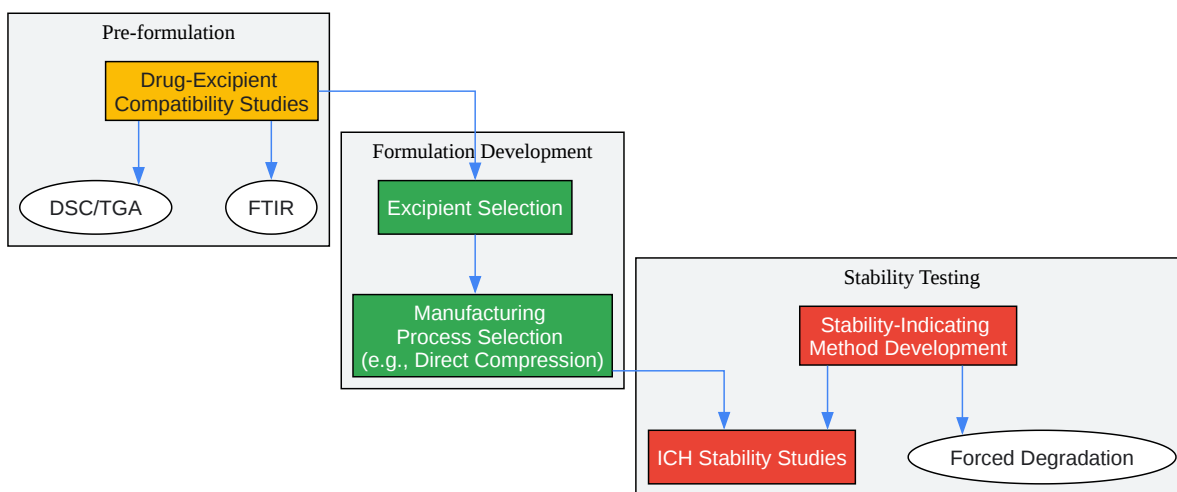 Pre-formulation
Drug-Excipient
Compatibility Studies
DSC/TGA
FTIR
Formulation Development
Excipient Selection
Manufacturing
Process Selection
(e.g., Direct Compression)
Stability Testing
Stability-Indicating
Method Development
ICH Stability Studies
Forced Degradation